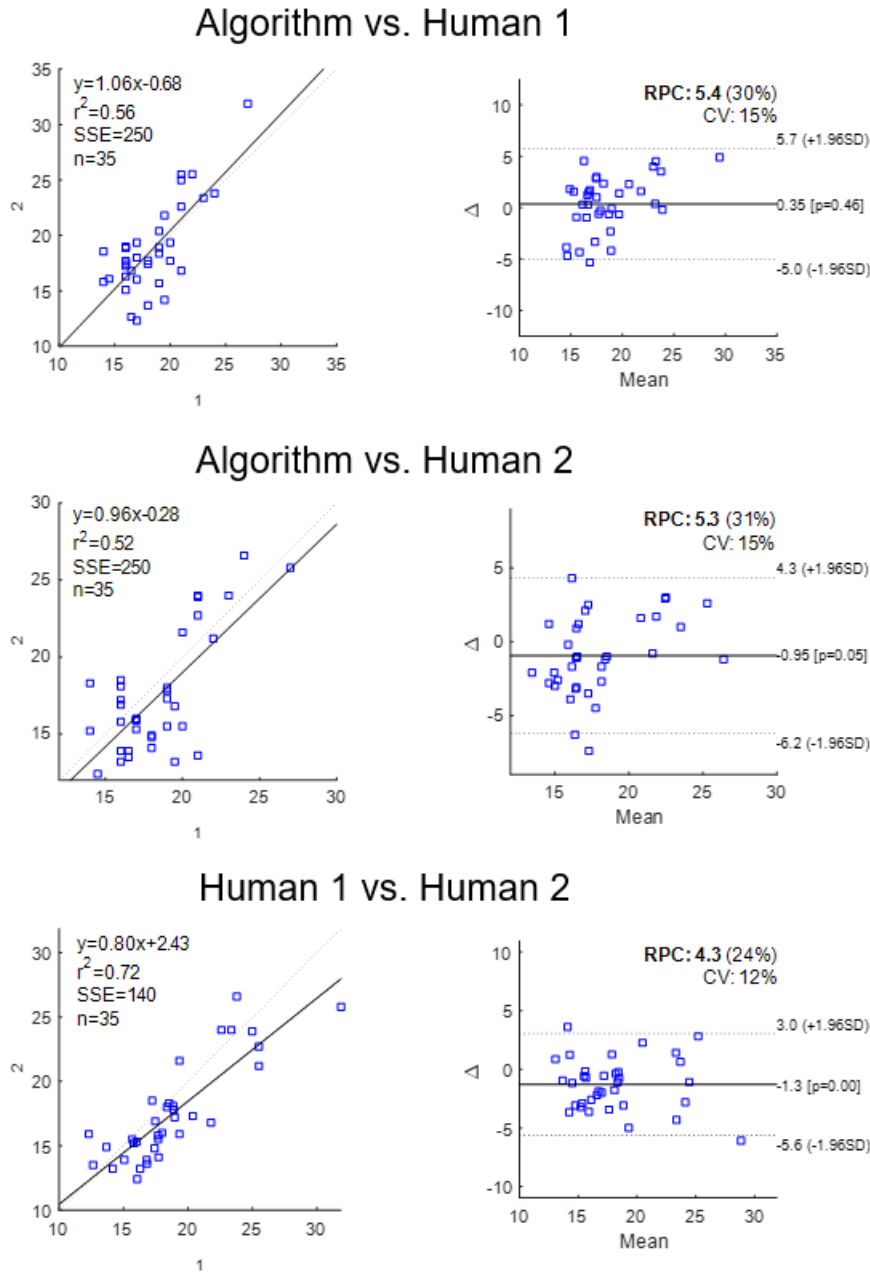 Algorithm vs. Human 1
y=1.06x-0.68
r²=0.56
SSE=250
n=35
35
30
25
20
15
10
2
10 15 20 25 30 35
1
RPC: 5.4 (30%)
CV: 15%
5.7 (+1.96SD)
0.35 [p=0.46]
-5.0 (-1.96SD)
10
5
0
-5
-10
Δ
10 15 20 25 30 35
Mean
Algorithm vs. Human 2
y=0.96x-0.28
r²=0.52
SSE=250
n=35
30
25
20
15
2
15 20 25 30
1
RPC: 5.3 (31%)
CV: 15%
4.3 (+1.96SD)
-0.95 [p=0.05]
-6.2 (-1.96SD)
5
0
-5
Δ
15 20 25 30
Mean
Human 1 vs. Human 2
y=0.80x+2.43
r²=0.72
SSE=140
n=35
30
25
20
15
10
2
10 15 20 25 30
1
RPC: 4.3 (24%)
CV: 12%
3.0 (+1.96SD)
-1.3 [p=0.00]
-5.6 (-1.96SD)
10
5
0
-5
-10
Δ
10 15 20 25 30
Mean